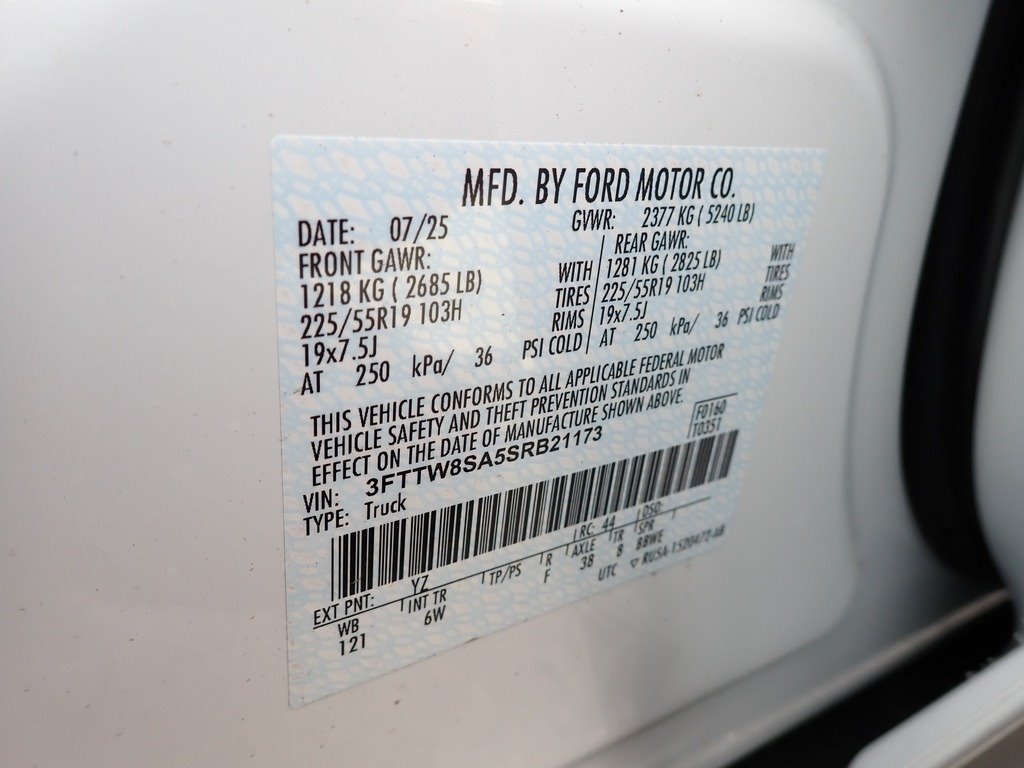 MFD. BY FORD MOTOR CO.
DATE: 07/25 GVWR: 2377 KG ( 5240 LB)
FRONT GAWR: REAR GAWR:
1218 KG ( 2685 LB) WITH 1281 KG ( 2825 LB) WITH
225/55R19 103H TIRES 225/55R19 103H TIRES
19x7.5J RIMS 19x7.5J RIMS
AT 250 kPa/ 36 PSI COLD AT 250 kPa/ 36 PSI COLD
THIS VEHICLE CONFORMS TO ALL APPLICABLE FEDERAL MOTOR
VEHICLE SAFETY AND THEFT PREVENTION STANDARDS IN
EFFECT ON THE DATE OF MANUFACTURE SHOWN ABOVE.
F0160
T0351
VIN: 3FTTW8SA5SRB21173
TYPE: Truck
EXT PNT: YZ RC: 44 DSO:
WB INT TR TP/PS R AXLE TR SPR
121 6W F 38 8 BBWE
UTC